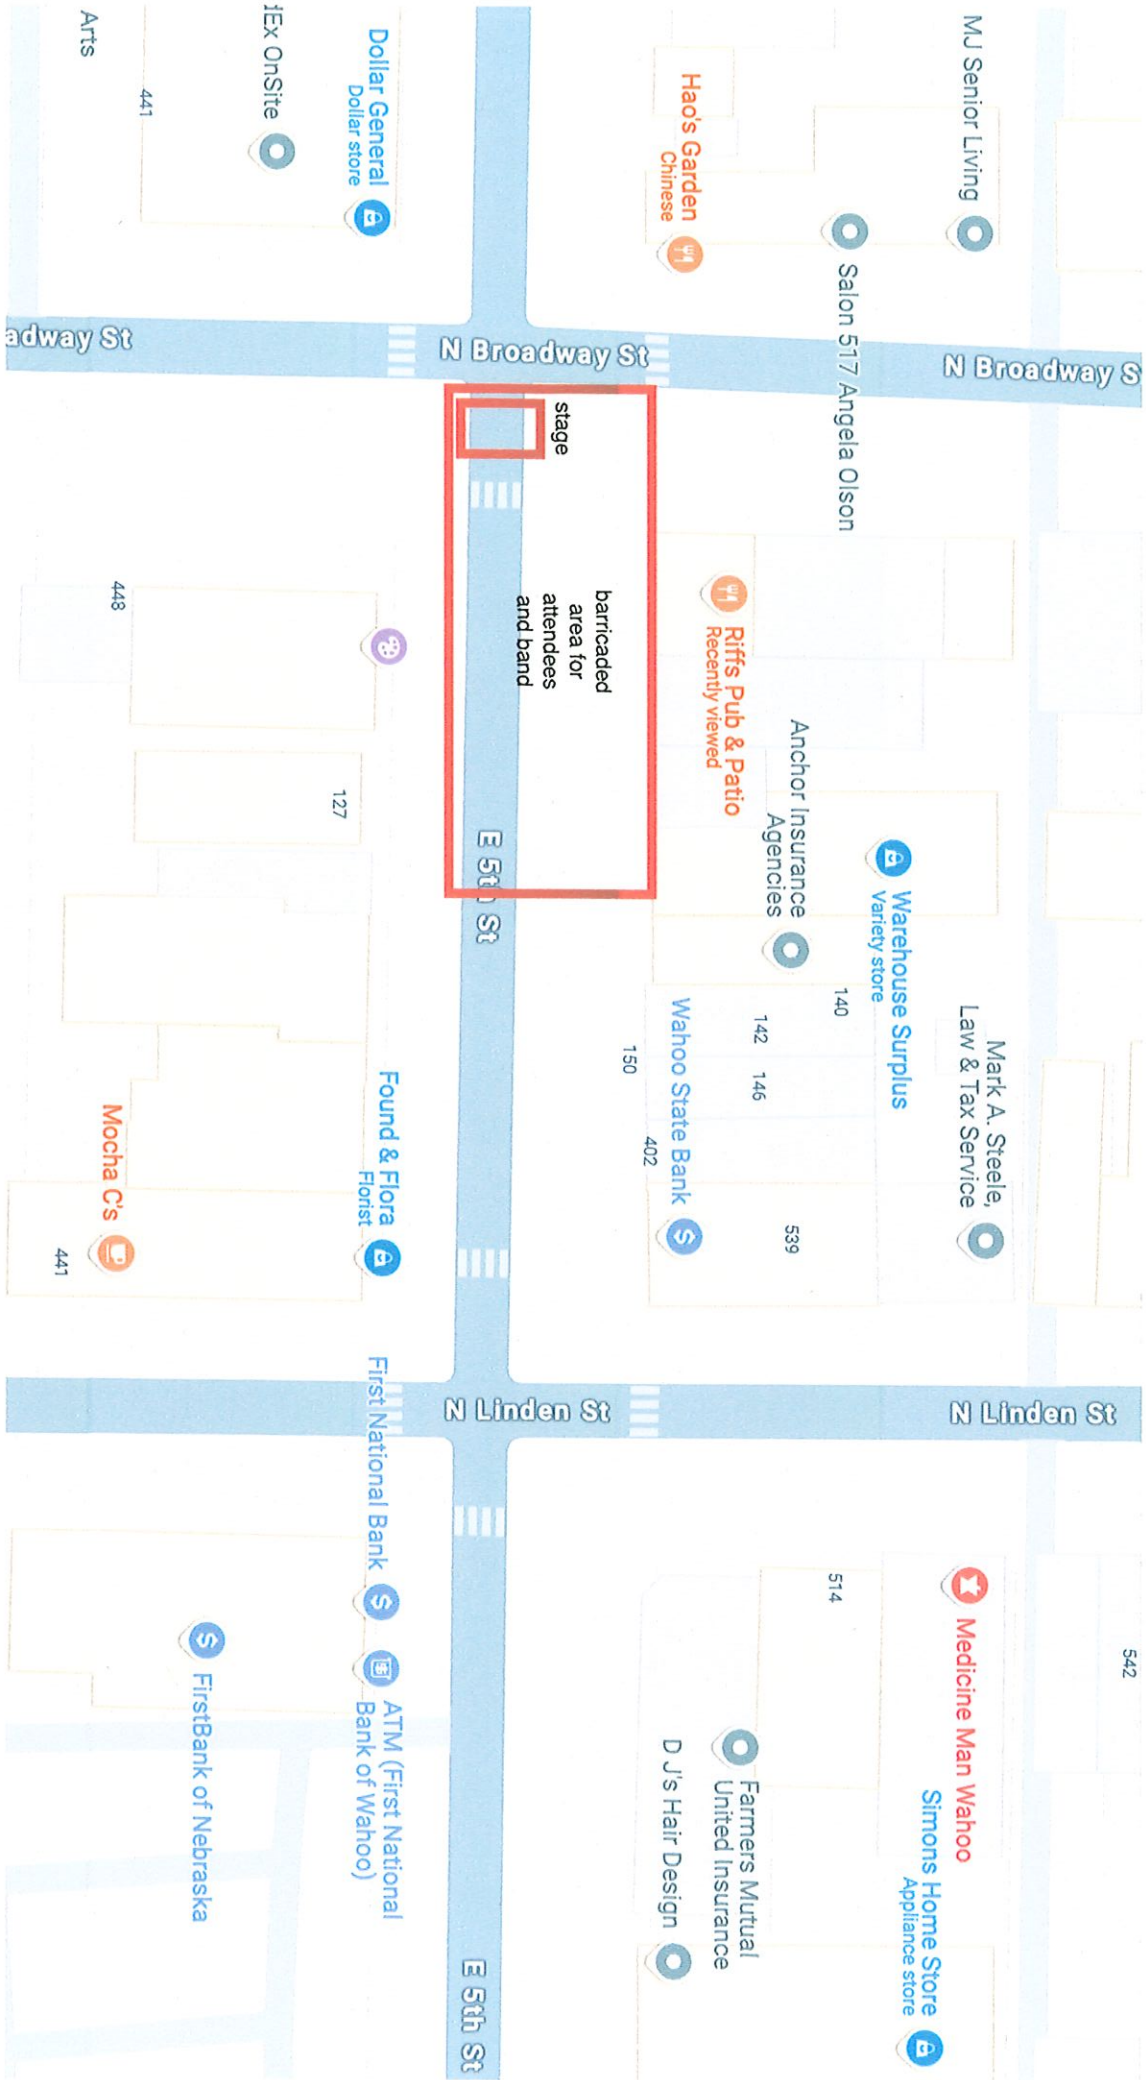 542
N Broadway S
N Linden St
MJ Senior Living
Mark A. Steele,
Law & Tax Service
Medicine Man Wahoo
Simons Home Store
Appliance store
Warehouse Surplus
Variety store
Salon 517 Angela Olson
140
514
Anchor Insurance
Agencies
539
142
146
Riffs Pub & Patio
Recently viewed
Farmers Mutual
United Insurance
Hao's Garden
Chinese
Wahoo State Bank
D J's Hair Design
402
150
N Broadway St
stage
barricaded
area for
attendees
and band
N Linden St
E 5th St
E 5th St
Dollar General
Dollar store
Found & Flora
Florist
First National Bank
ATM (First National
Bank of Wahoo)
127
dEx OnSite
FirstBank of Nebraska
441
448
Mocha C's
Arts
adway St
441